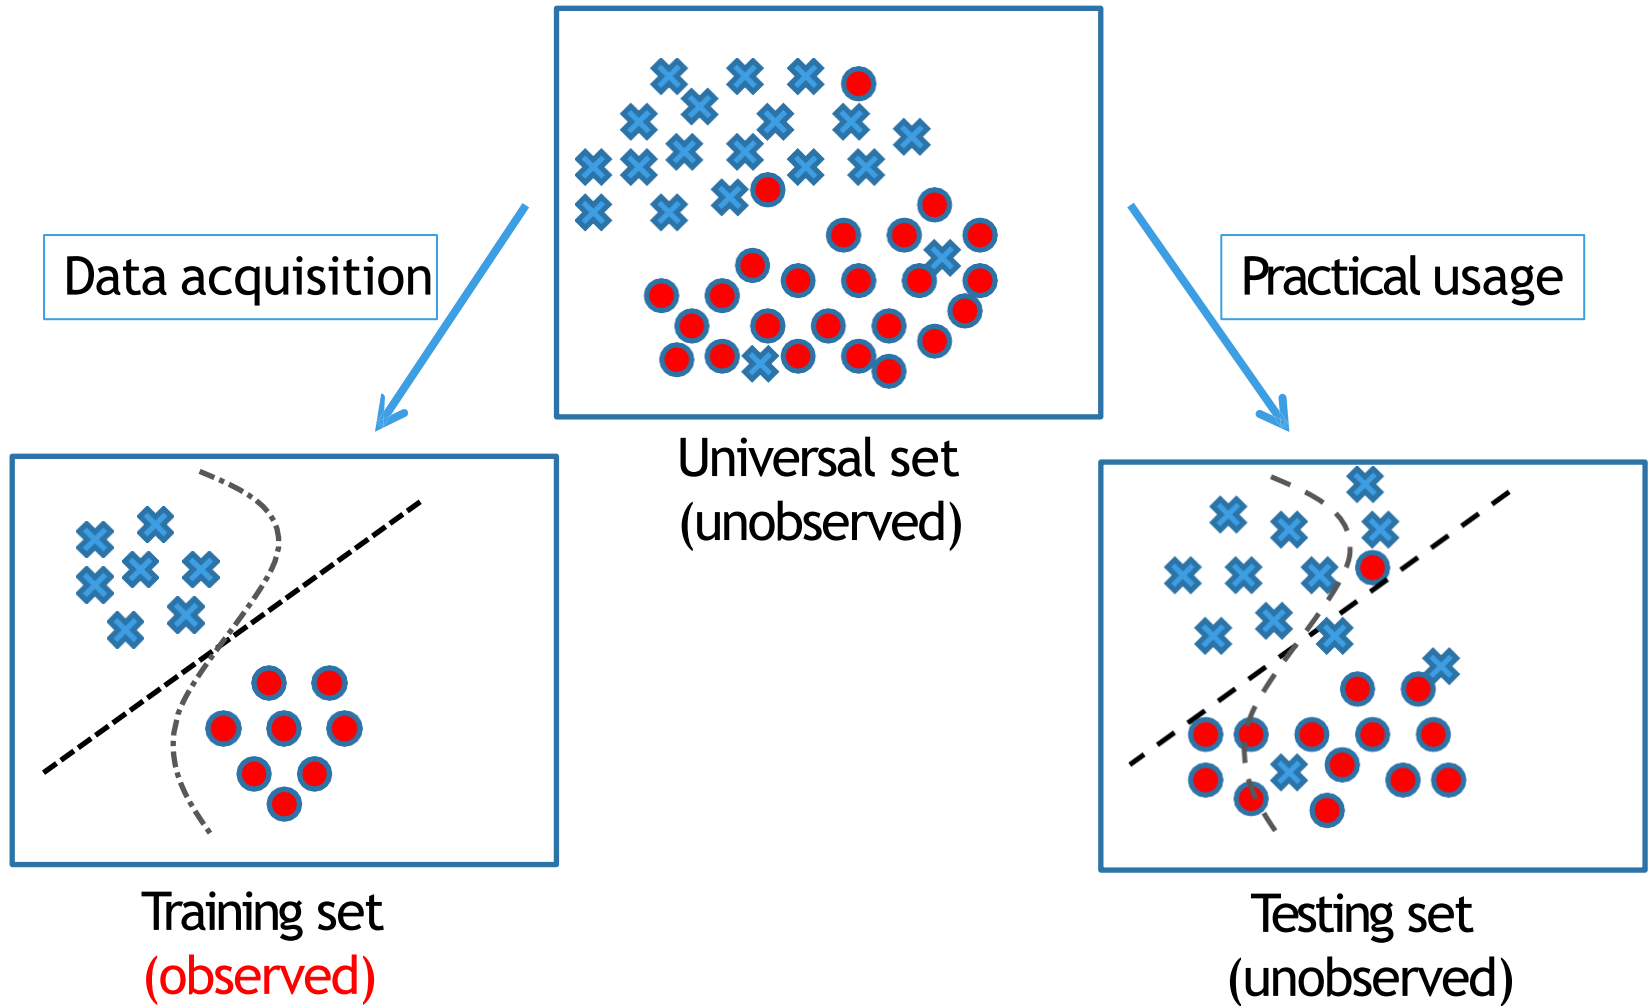 Data acquisition
Practical usage
Universal set
(unobserved)
Training set
(observed)
Testing set
(unobserved)